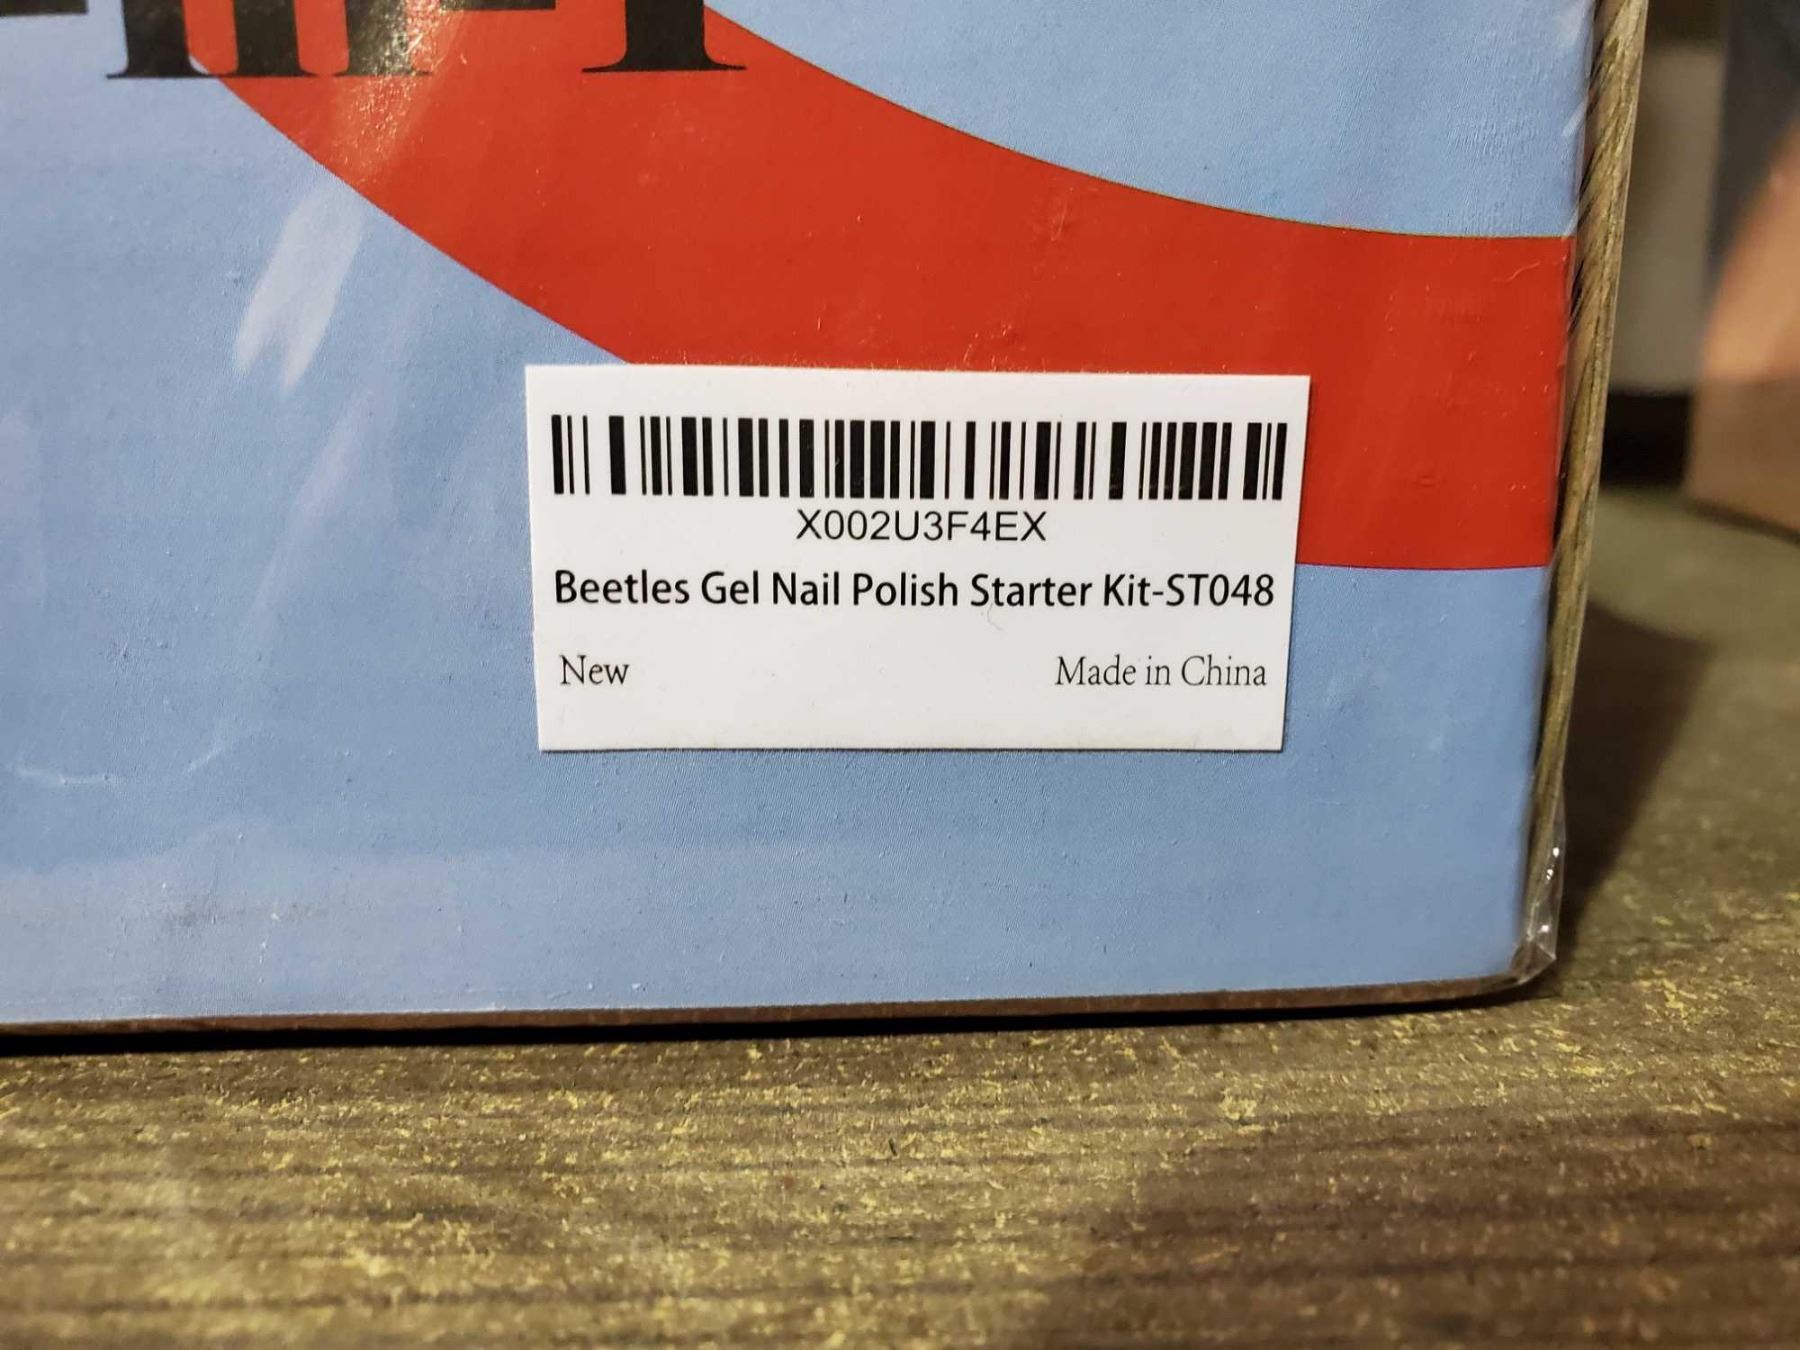 X002U3F4EX
Beetles Gel Nail Polish Starter Kit-ST048
New Made in China